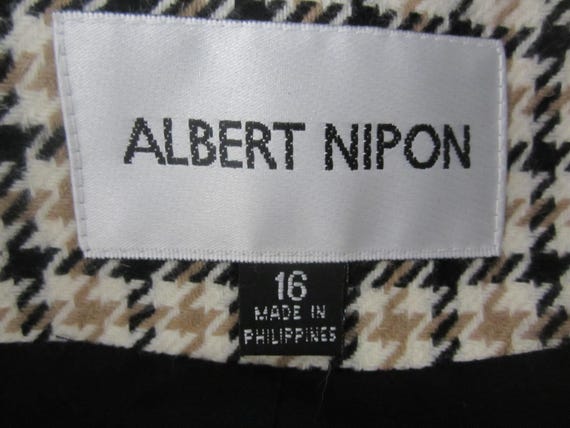 ALBERT NIPON
16
MADE IN
PHILIPPINES